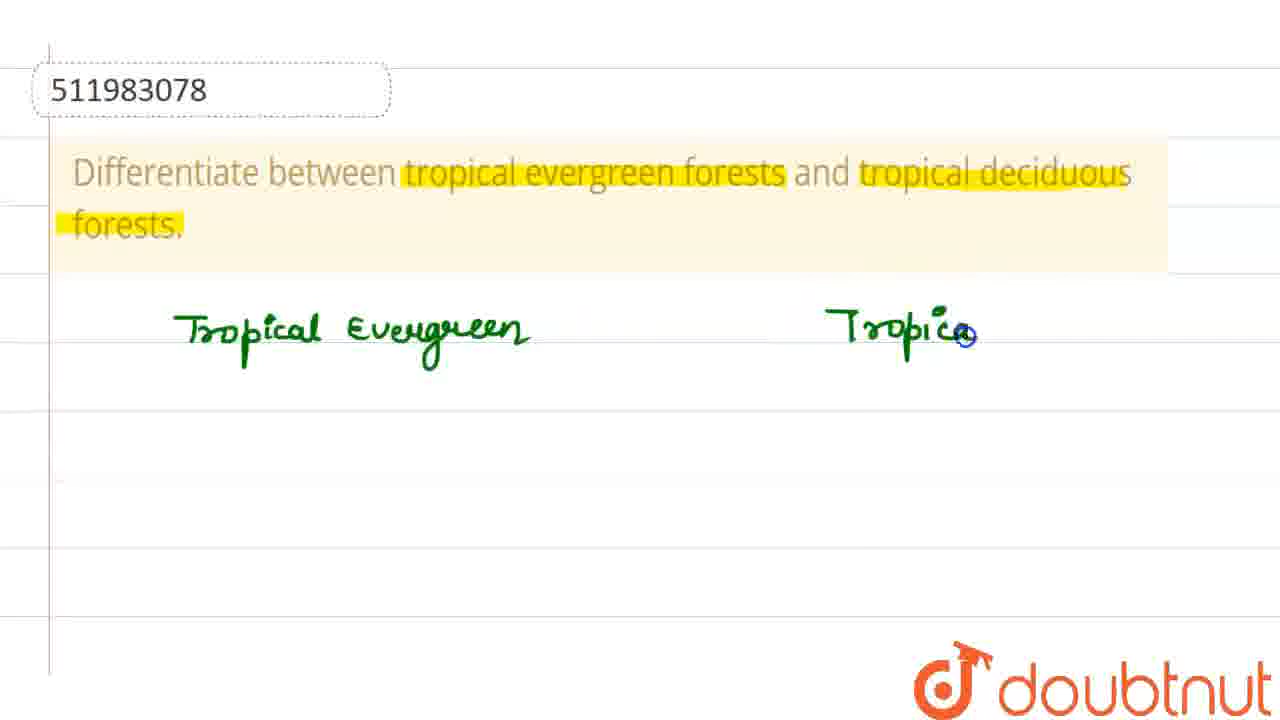 511983078
Differentiate between tropical evergreen forests and tropical deciduous
forests.
Tropical Evergreen Tropica
doubtnut